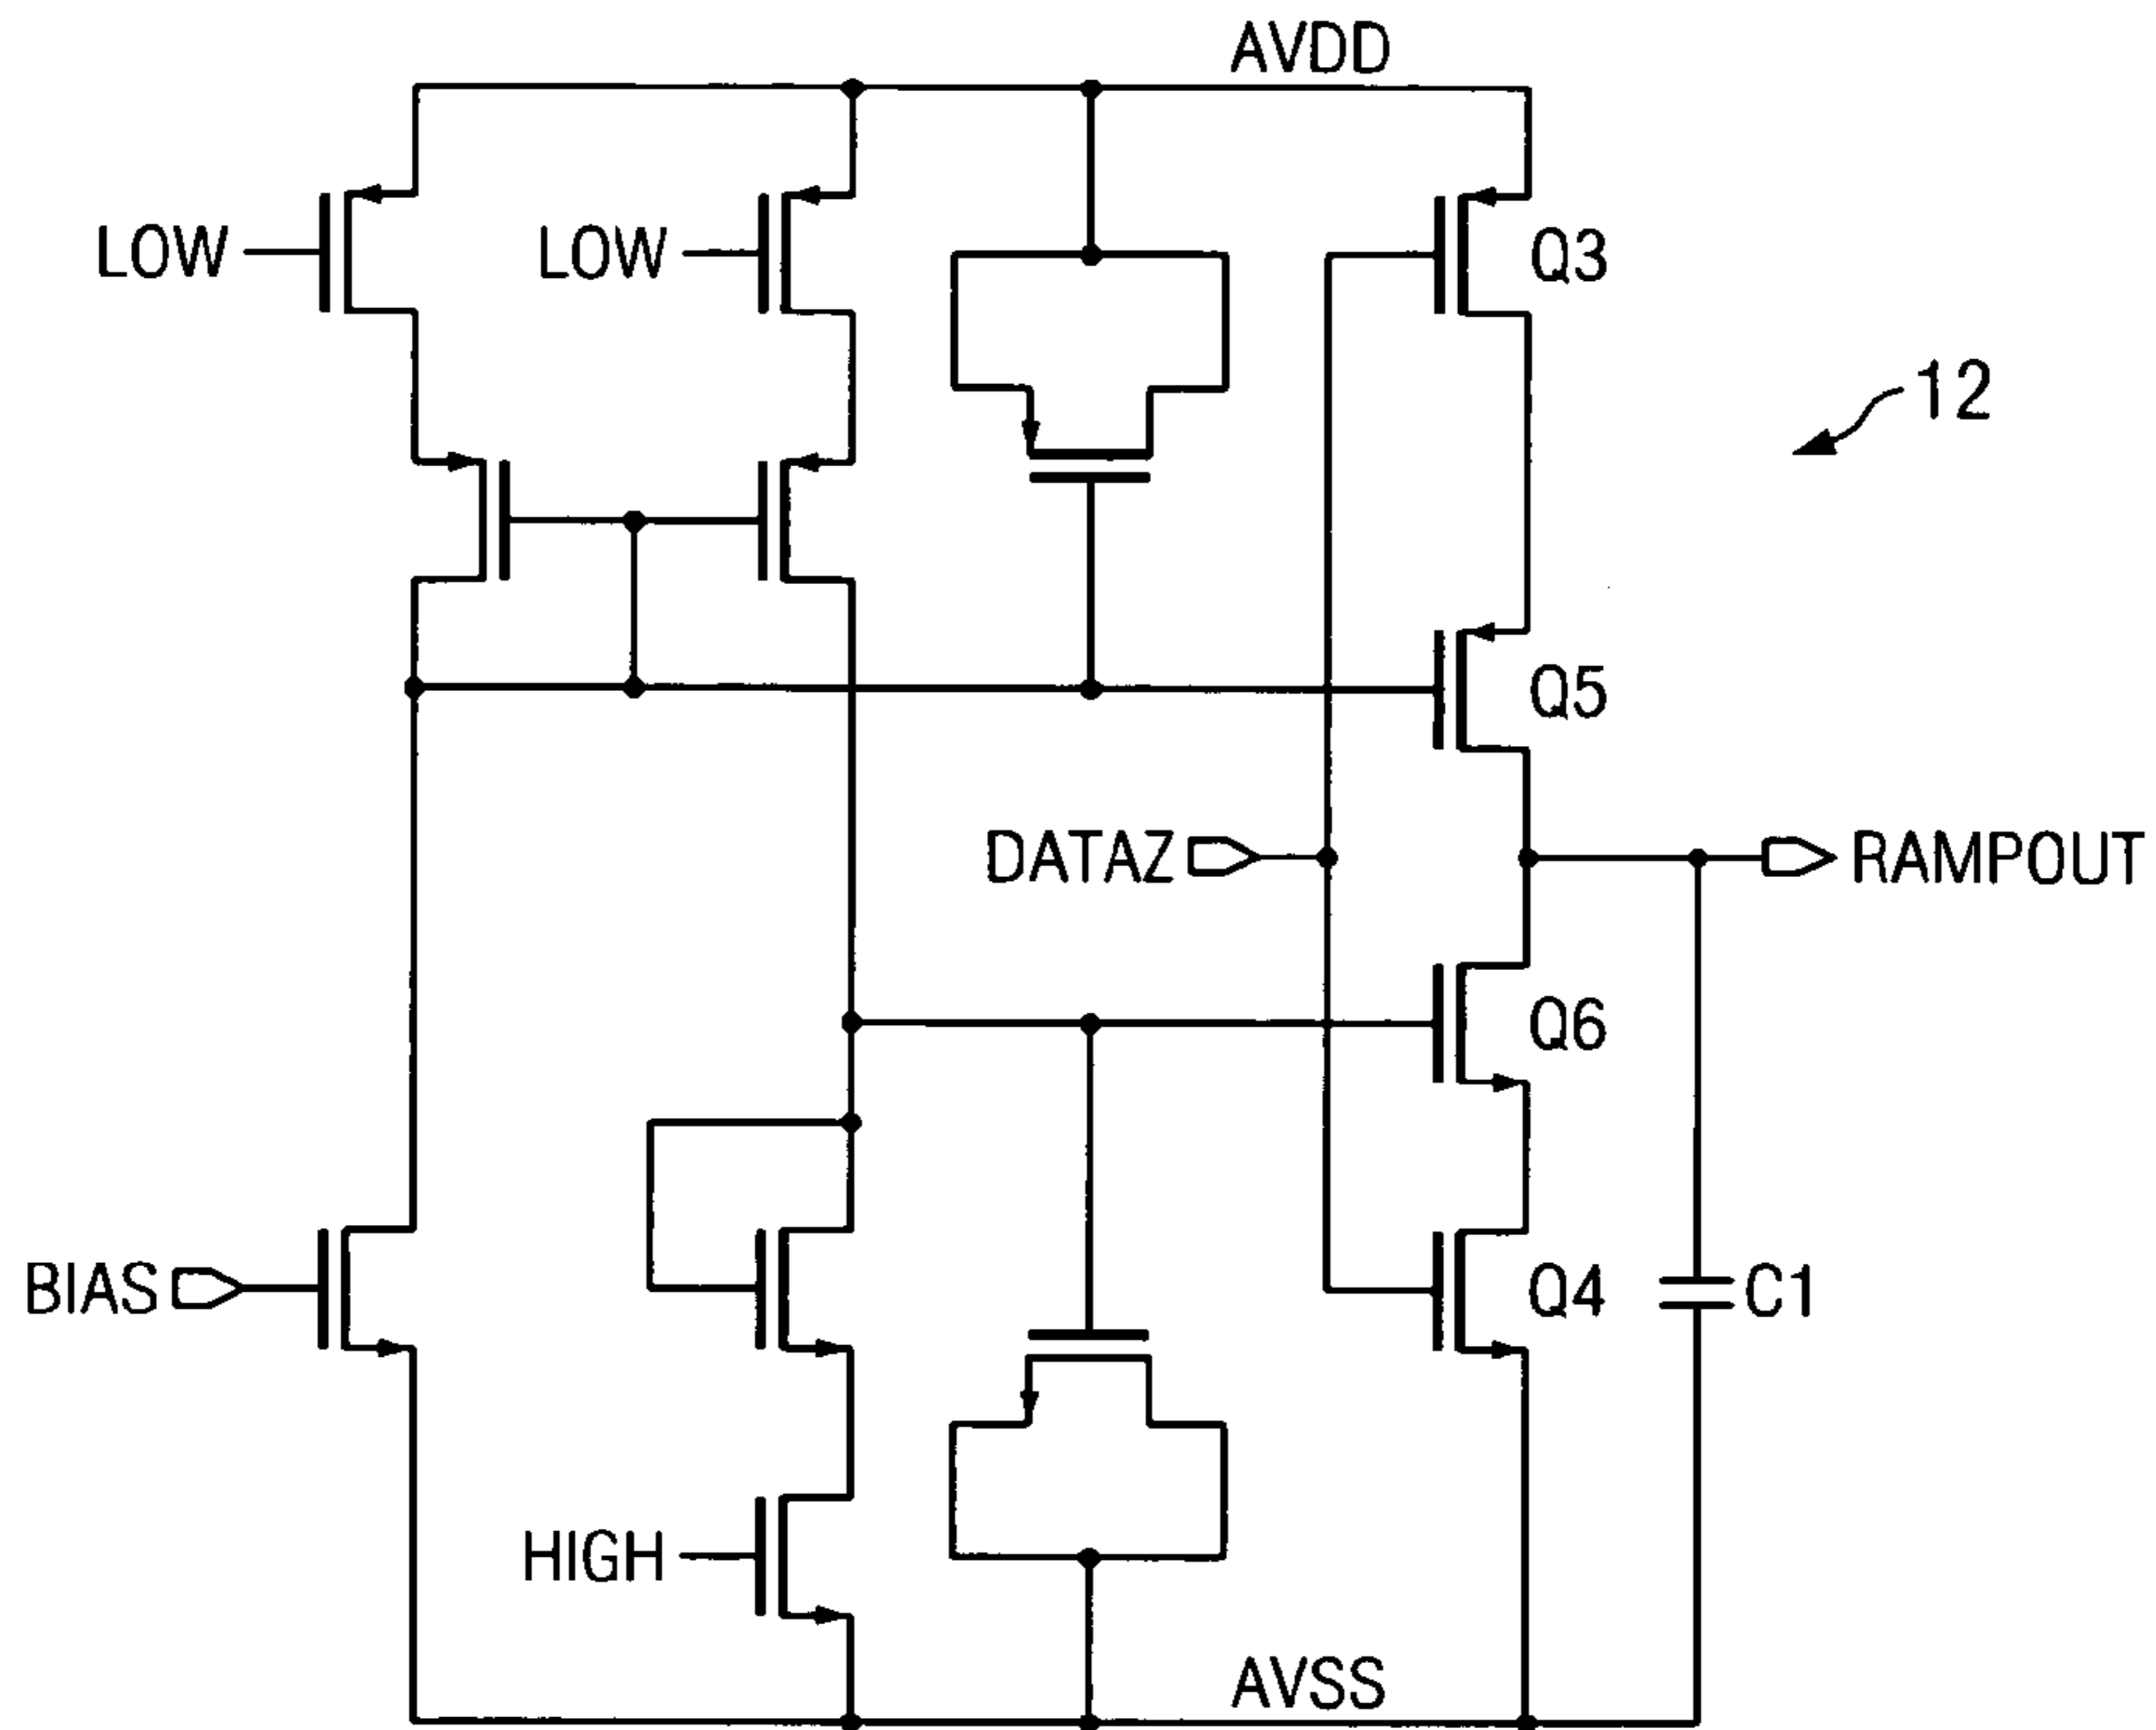 AVDD
LOW
LOW
Q3
12
Q5
DATAZ
RAMPOUT
Q6
BIAS
Q4
C1
HIGH
AVSS